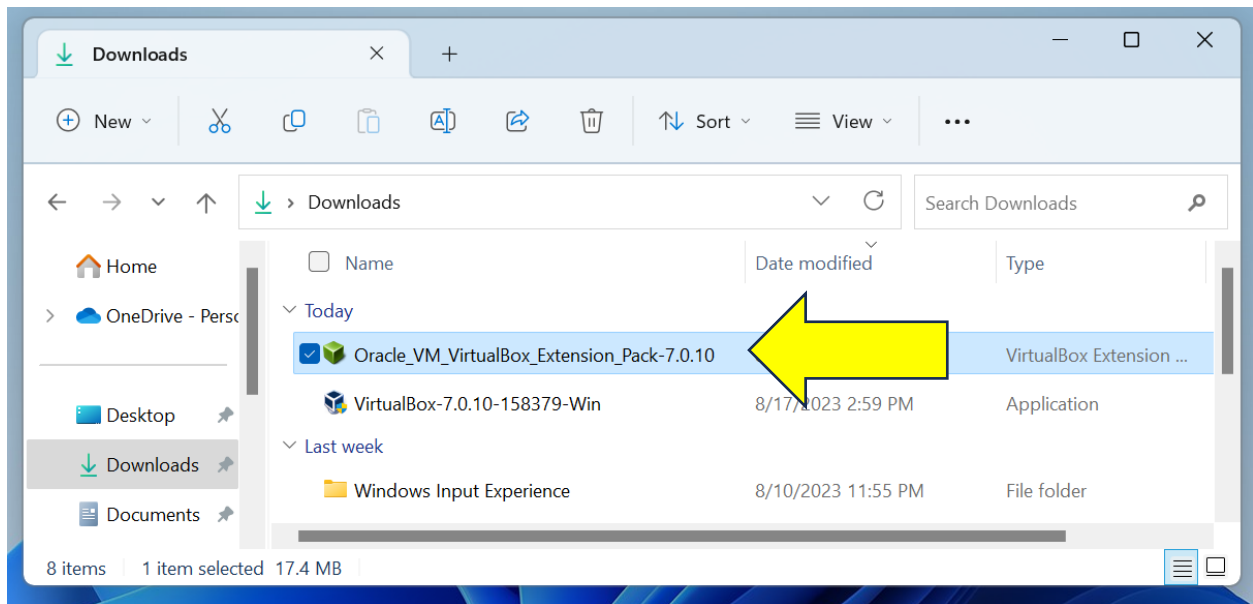 Downloads
New Sort View
Downloads Search Downloads
Home
OneDrive - Perso
Desktop
Downloads
Documents
Name Date modified Type
Today
Oracle_VM_VirtualBox_Extension_Pack-7.0.10 VirtualBox Extension ...
VirtualBox-7.0.10-158379-Win 8/17/2023 2:59 PM Application
Last week
Windows Input Experience 8/10/2023 11:55 PM File folder
8 items 1 item selected 17.4 MB